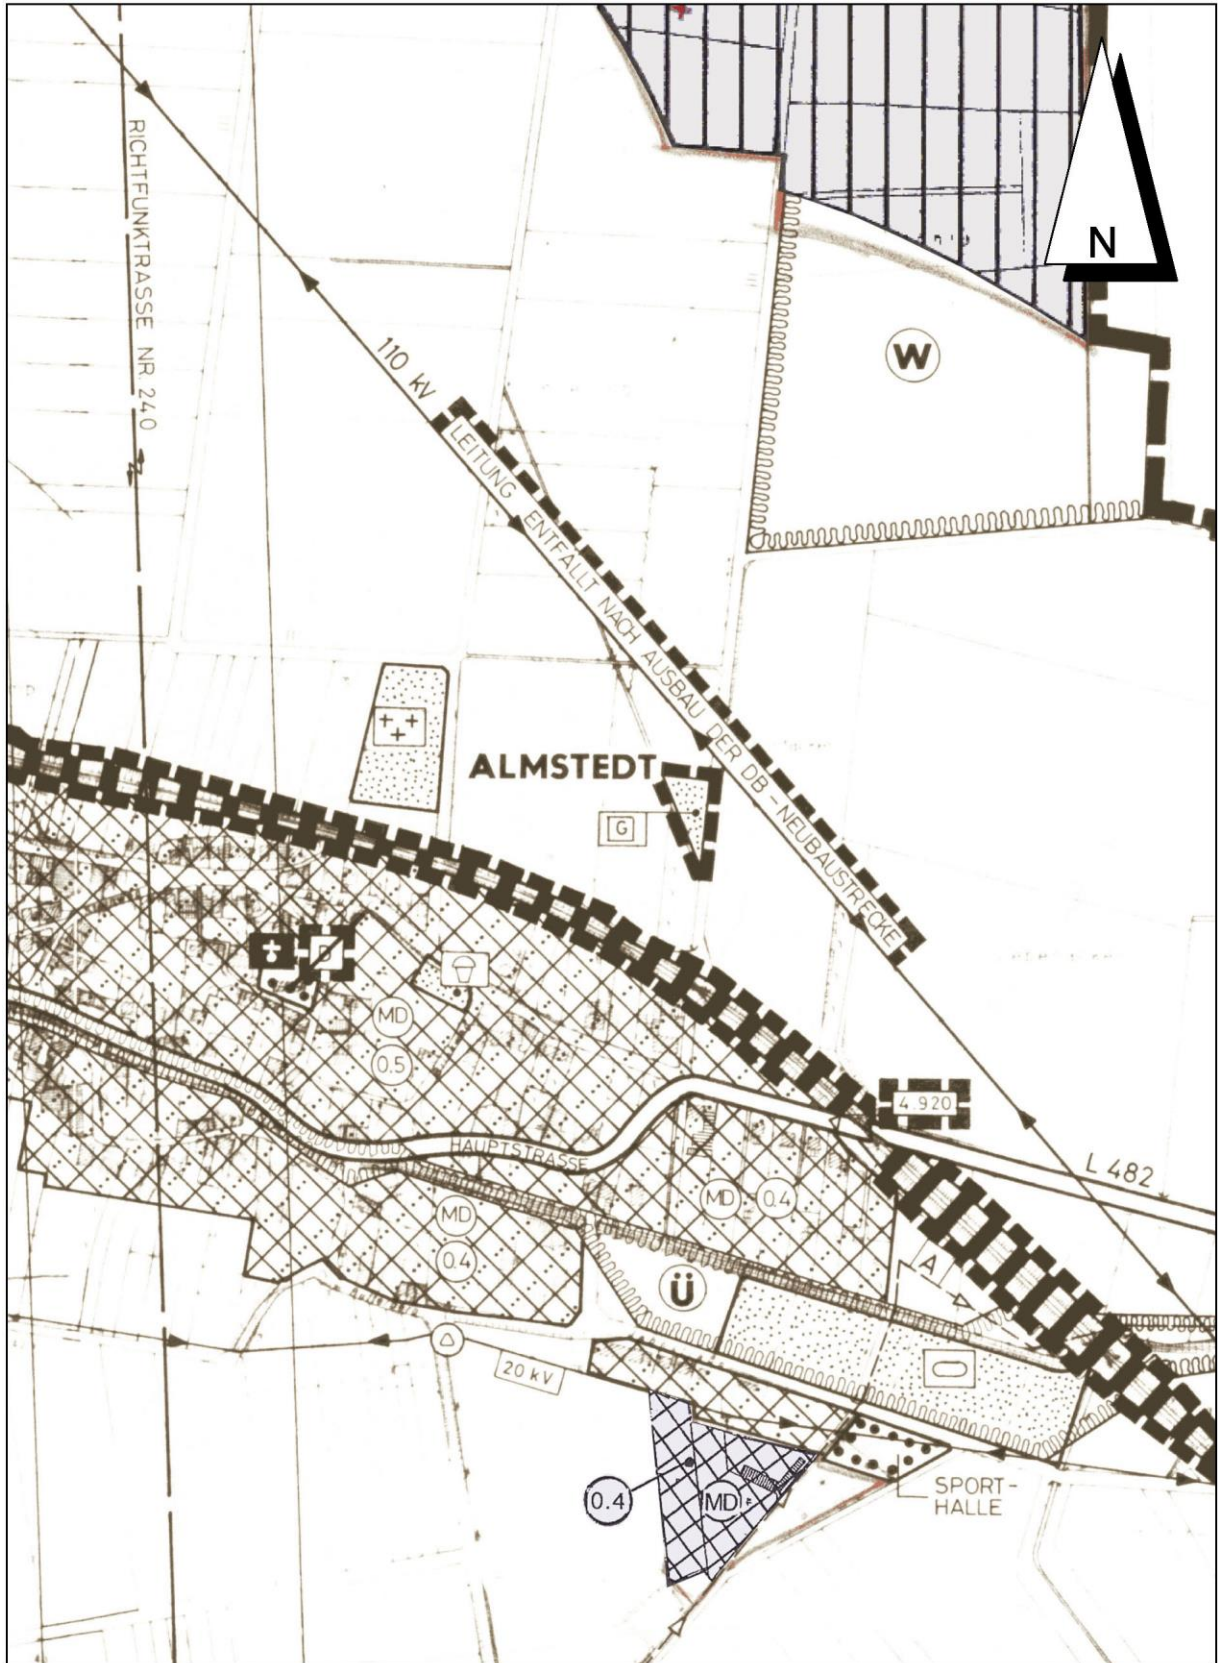 N
RICHTFUNKTRASSE NR. 240
W
110 kV
LEITUNG ENTFÄLLT NACH AUSBAU DER DB-NEUBAUSTRECKE
ALMSTEDT
G
D
MD
0.5
4.920
HAUPTSTRASSE
L 482
MD
0.4
MD
0.4
A
Ü
20 kV
0.4
MD
SPORT-
HALLE